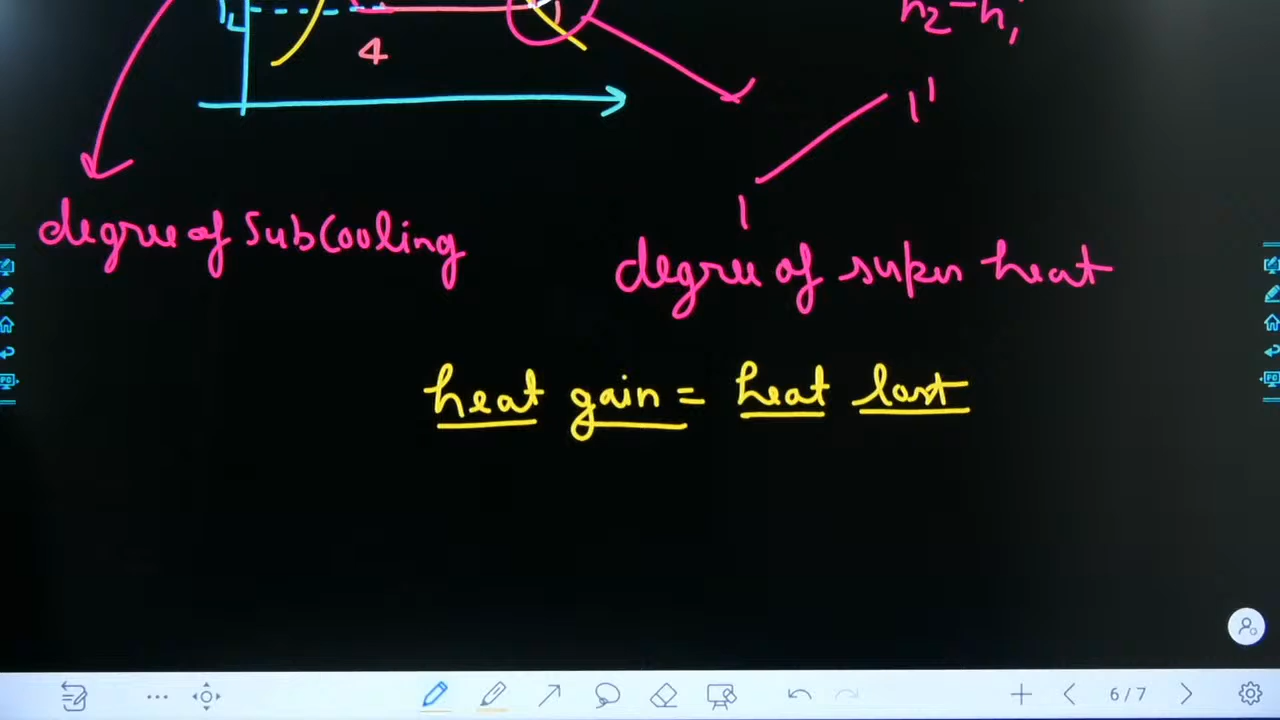 h2-h1
4
1'
1
degree of subcooling
degree of super heat
heat gain = heat lost
6/7